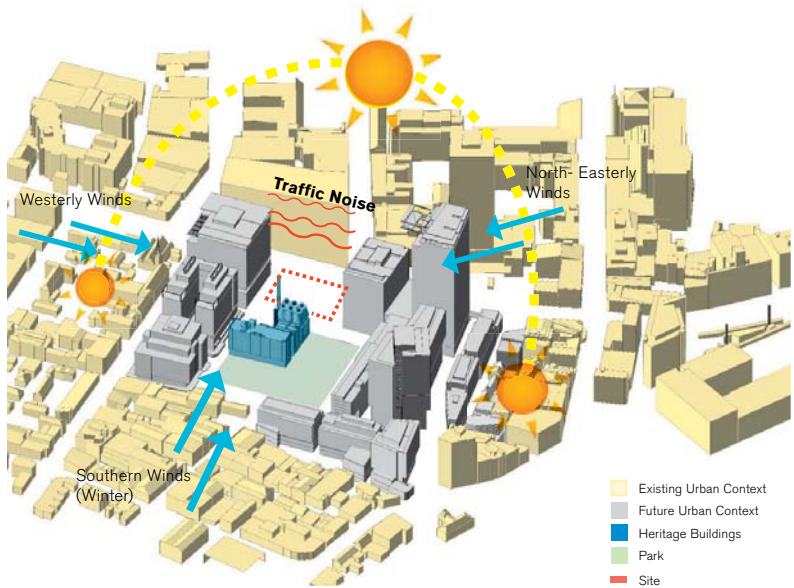 Traffic Noise
North- Easterly
Winds
Westerly Winds
Southern Winds
(Winter)
Existing Urban Context
Future Urban Context
Heritage Buildings
Park
Site